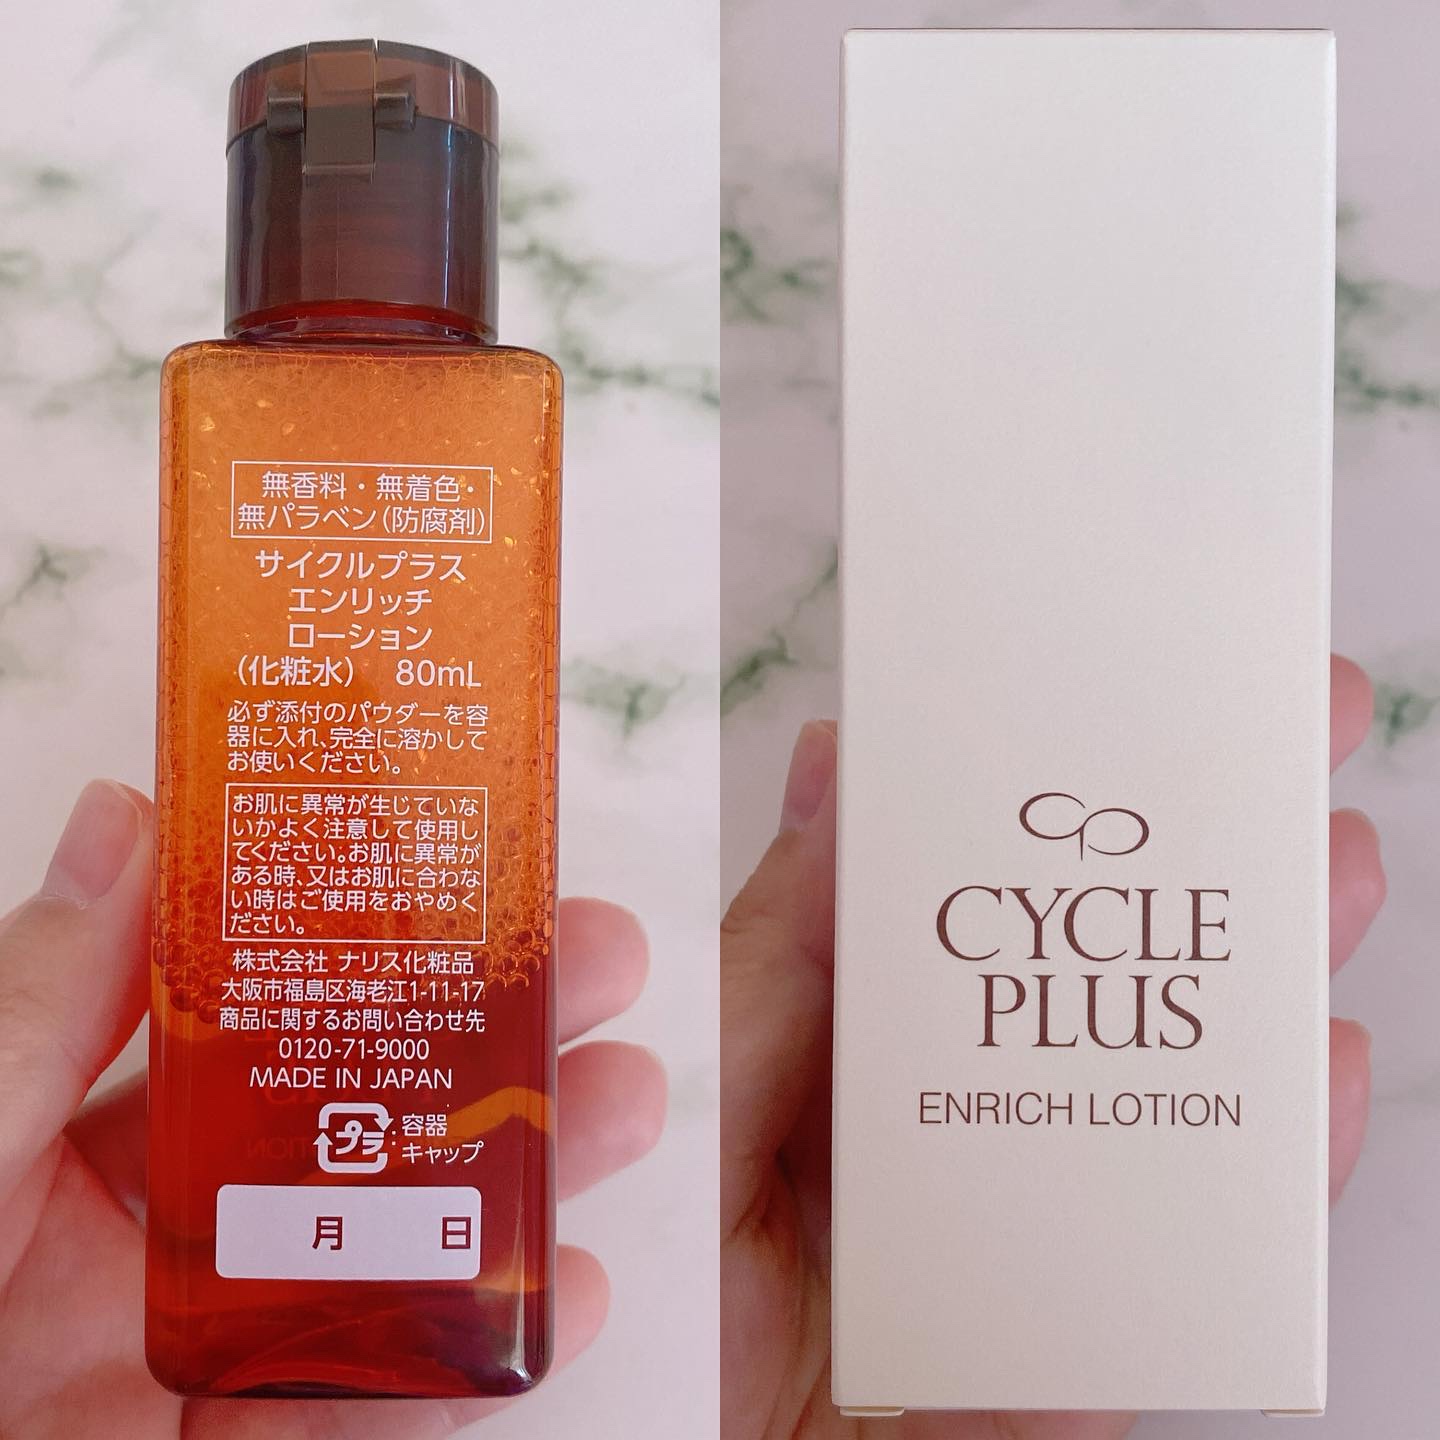 無香料・無着色・
無パラベン(防腐剤)
サイクルプラス
エンリッチ
ローション
(化粧水) 80mL
必ず添付のパウダーを容
器に入れ、完全に溶かして
お使いください。
お肌に異常が生じていな
いかよく注意して使用し
てください。お肌に異常が
ある時、又はお肌に合わな
い時はご使用をおやめく
ださい。
株式会社 ナリス化粧品
大阪市福島区海老江1-11-17
商品に関するお問い合わせ先
0120-71-9000
MADE IN JAPAN
プラ:容器
キャップ
月 日
cp
CYCLE
PLUS
ENRICH LOTION